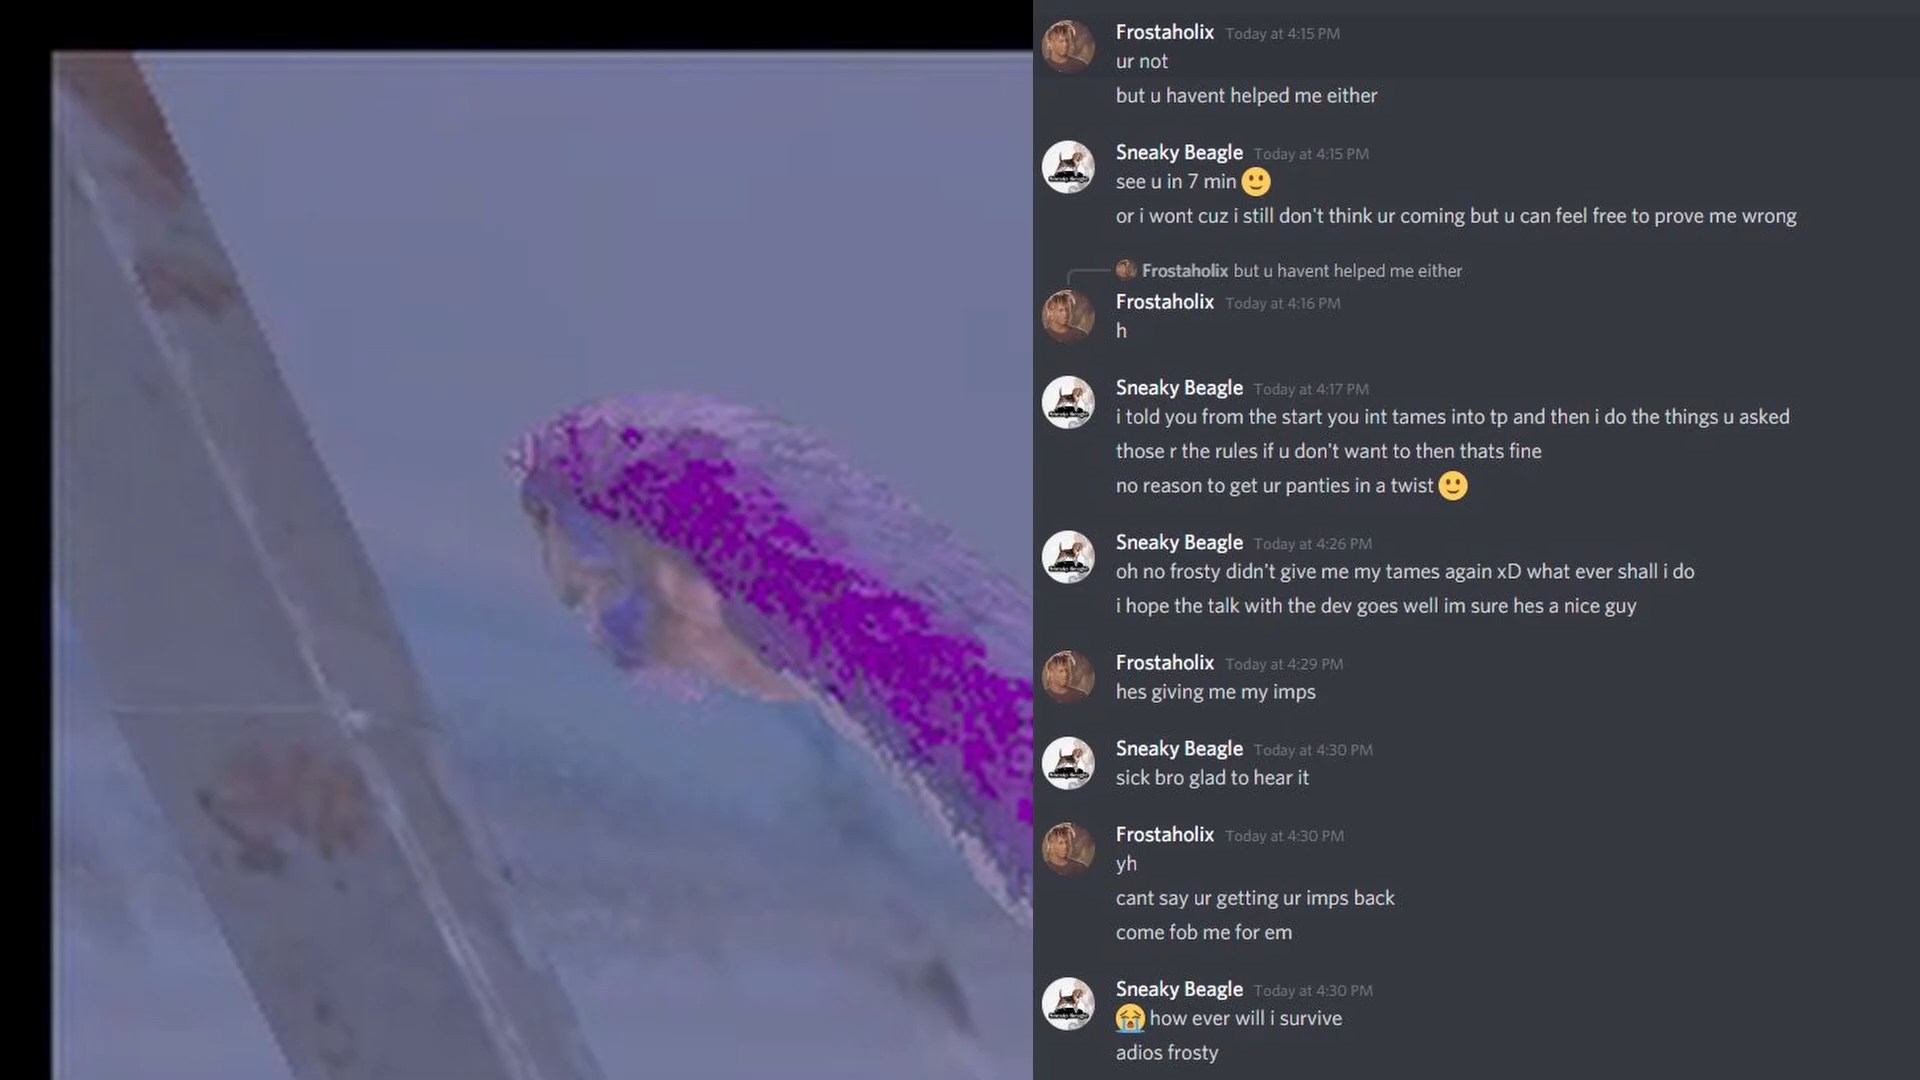 Frostaholix Today at 4:15 PM
ur not
but u havent helped me either
Sneaky Beagle Today at 4:15 PM
see u in 7 min 🙂
or i wont cuz i still don't think ur coming but u can feel free to prove me wrong
Frostaholix but u havent helped me either
Frostaholix Today at 4:16 PM
h
Sneaky Beagle Today at 4:17 PM
i told you from the start you int tames into tp and then i do the things u asked
those r the rules if u don't want to then thats fine
no reason to get ur panties in a twist 🙂
Sneaky Beagle Today at 4:26 PM
oh no frosty didn't give me my tames again xD what ever shall i do
i hope the talk with the dev goes well im sure hes a nice guy
Frostaholix Today at 4:29 PM
hes giving me my imps
Sneaky Beagle Today at 4:30 PM
sick bro glad to hear it
Frostaholix Today at 4:30 PM
yh
cant say ur getting ur imps back
come fob me for em
Sneaky Beagle Today at 4:30 PM
😭 how ever will i survive
adios frosty